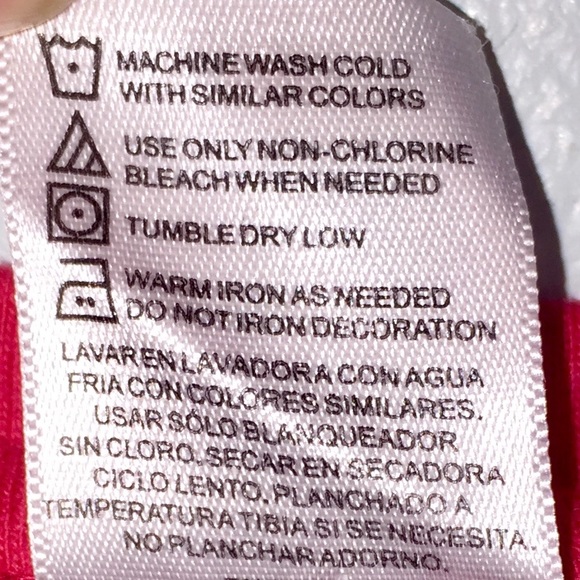 MACHINE WASH COLD
WITH SIMILAR COLORS
USE ONLY NON-CHLORINE
BLEACH WHEN NEEDED
TUMBLE DRY LOW
WARM IRON AS NEEDED
DO NOT IRON DECORATION
LAVAR EN LAVADORA CON AGUA
FRIA CON COLORES SIMILARES.
USAR SÓLO BLANQUEADOR
SIN CLORO. SECAR EN SECADORA
CICLO LENTO. PLANCHADO A
TEMPERATURA TIBIA SI SE NECESITA.
NO PLANCHAR ADORNO.